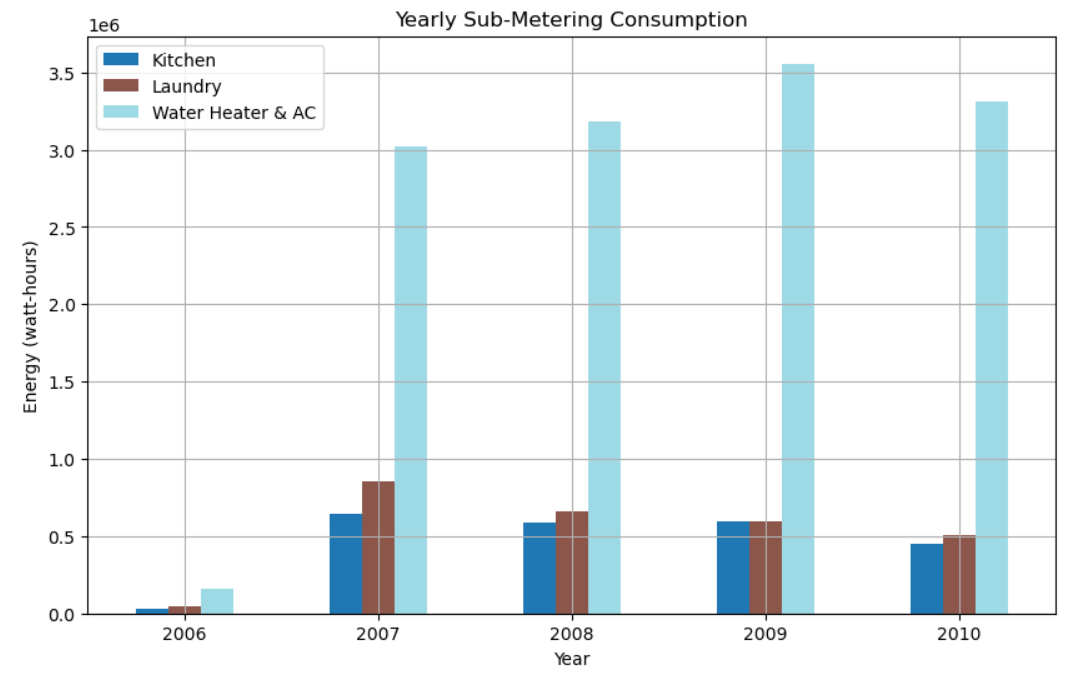 Yearly Sub-Metering Consumption
1e6
Kitchen
Laundry
Water Heater & AC
3.5
3.0
2.5
2.0
1.5
1.0
0.5
0.0
Energy (watt-hours)
2006 2007 2008 2009 2010
Year